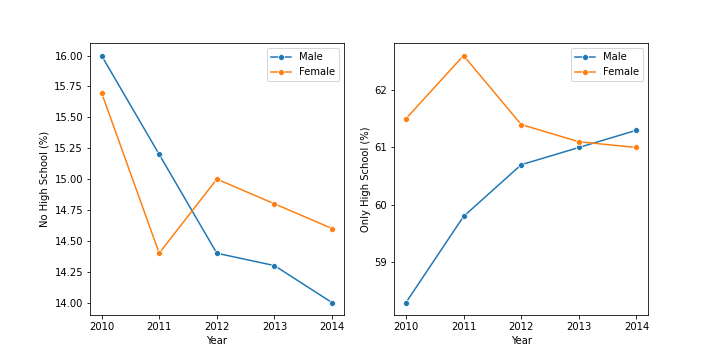 No High School (%)
16.00
15.75
15.50
15.25
15.00
14.75
14.50
14.25
14.00
2010 2011 2012 2013 2014
Year
Male
Female
Only High School (%)
62
61
60
59
2010 2011 2012 2013 2014
Year
Male
Female